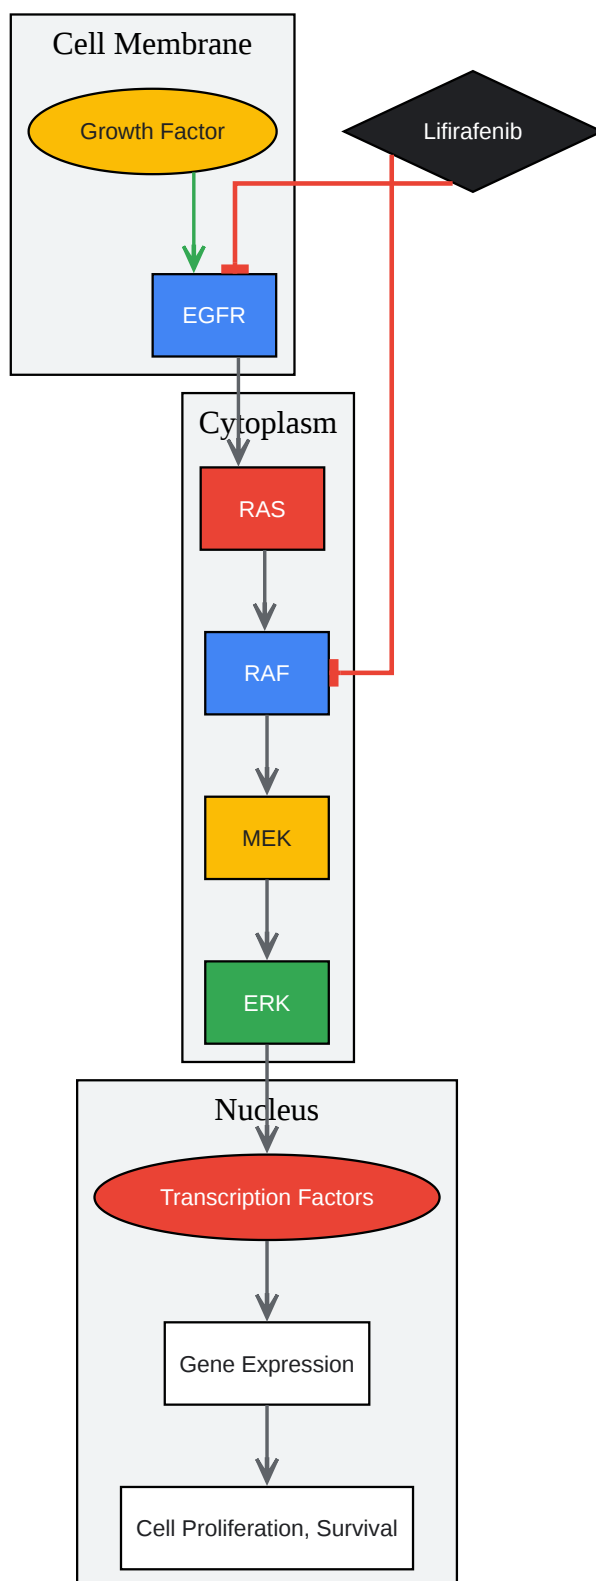 Cell Membrane
Growth Factor
Lifirafenib
EGFR
Cytoplasm
RAS
RAF
MEK
ERK
Nucleus
Transcription Factors
Gene Expression
Cell Proliferation, Survival